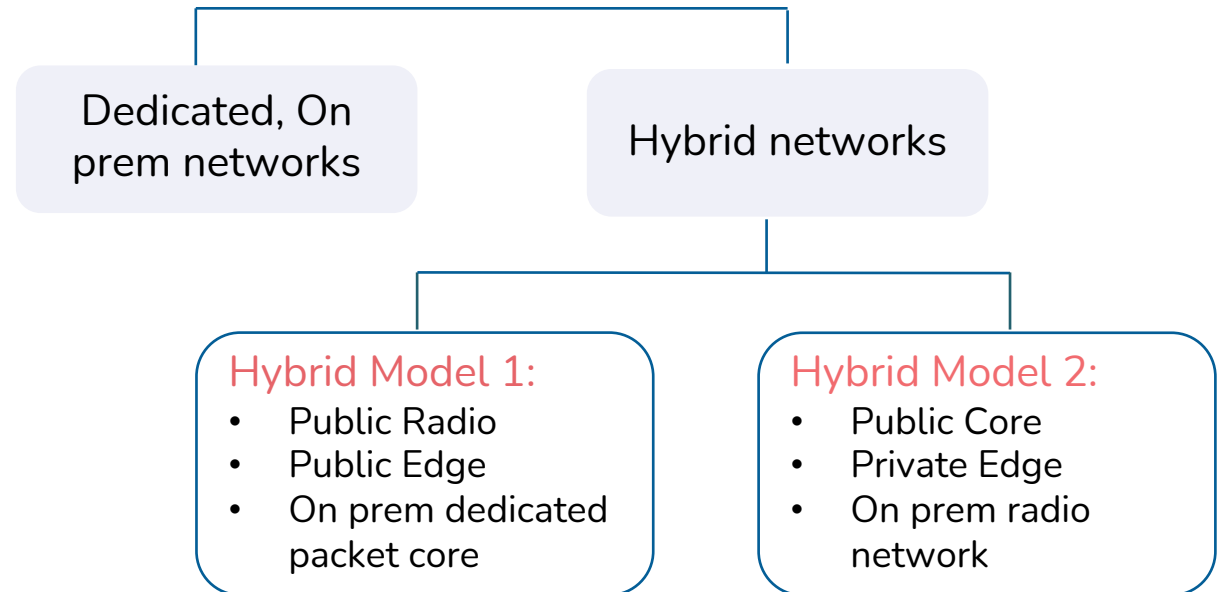 Dedicated, On
prem networks
Hybrid networks
Hybrid Model 1:
• Public Radio
• Public Edge
• On prem dedicated
packet core
Hybrid Model 2:
• Public Core
• Private Edge
• On prem radio
network